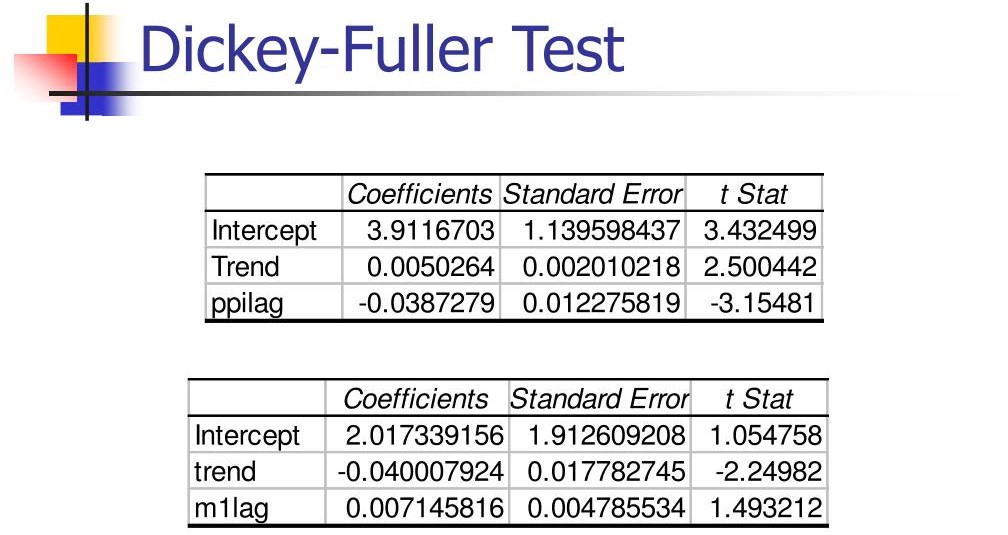 Dickey-Fuller Test
Coefficients Standard Error t Stat
Intercept 3.9116703 1.139598437 3.432499
Trend 0.0050264 0.002010218 2.500442
ppilag -0.0387279 0.012275819 -3.15481
Coefficients Standard Error t Stat
Intercept 2.017339156 1.912609208 1.054758
trend -0.040007924 0.017782745 -2.24982
m1lag 0.007145816 0.004785534 1.493212